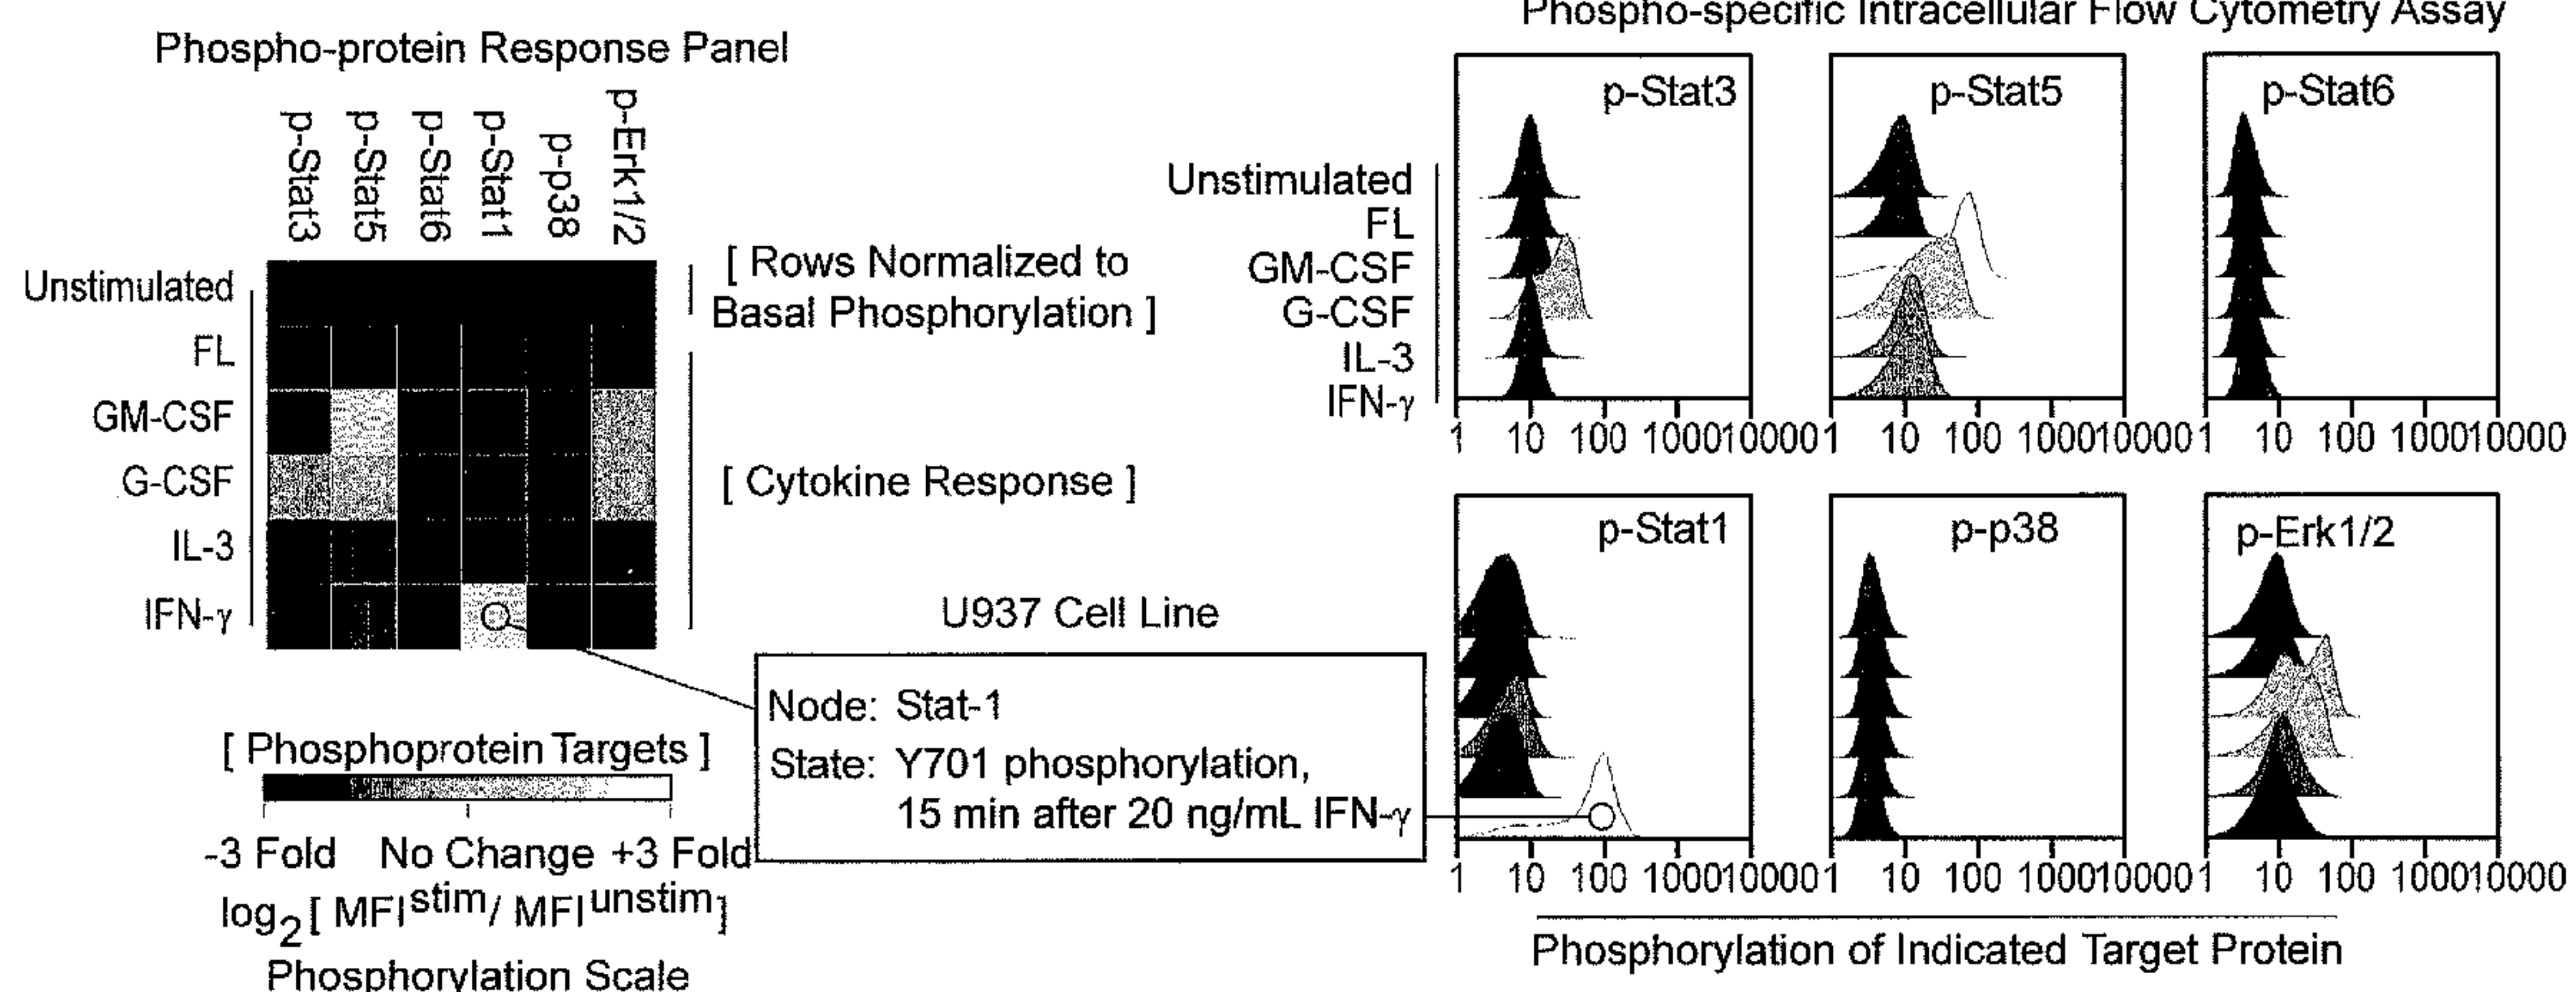 Phospho-protein Response Panel
p-Stat3
p-Stat5
p-Stat6
p-Stat1
p-p38
p-Erk1/2
Unstimulated
FL
GM-CSF
G-CSF
IL-3
IFN-γ
[ Rows Normalized to
Basal Phosphorylation ]
[ Cytokine Response ]
U937 Cell Line
[ Phosphoprotein Targets ]
-3 Fold No Change +3 Fold
log2[ MFIstim/ MFIunstim]
Phosphorylation Scale
Node: Stat-1
State: Y701 phosphorylation,
15 min after 20 ng/mL IFN-γ
Phospho-specific Intracellular Flow Cytometry Assay
Unstimulated
FL
GM-CSF
G-CSF
IL-3
IFN-γ
p-Stat3
1 10 100 1000 10000
p-Stat5
1 10 100 1000 10000
p-Stat6
1 10 100 1000 10000
p-Stat1
1 10 100 1000 10000
p-p38
1 10 100 1000 10000
p-Erk1/2
1 10 100 1000 10000
Phosphorylation of Indicated Target Protein